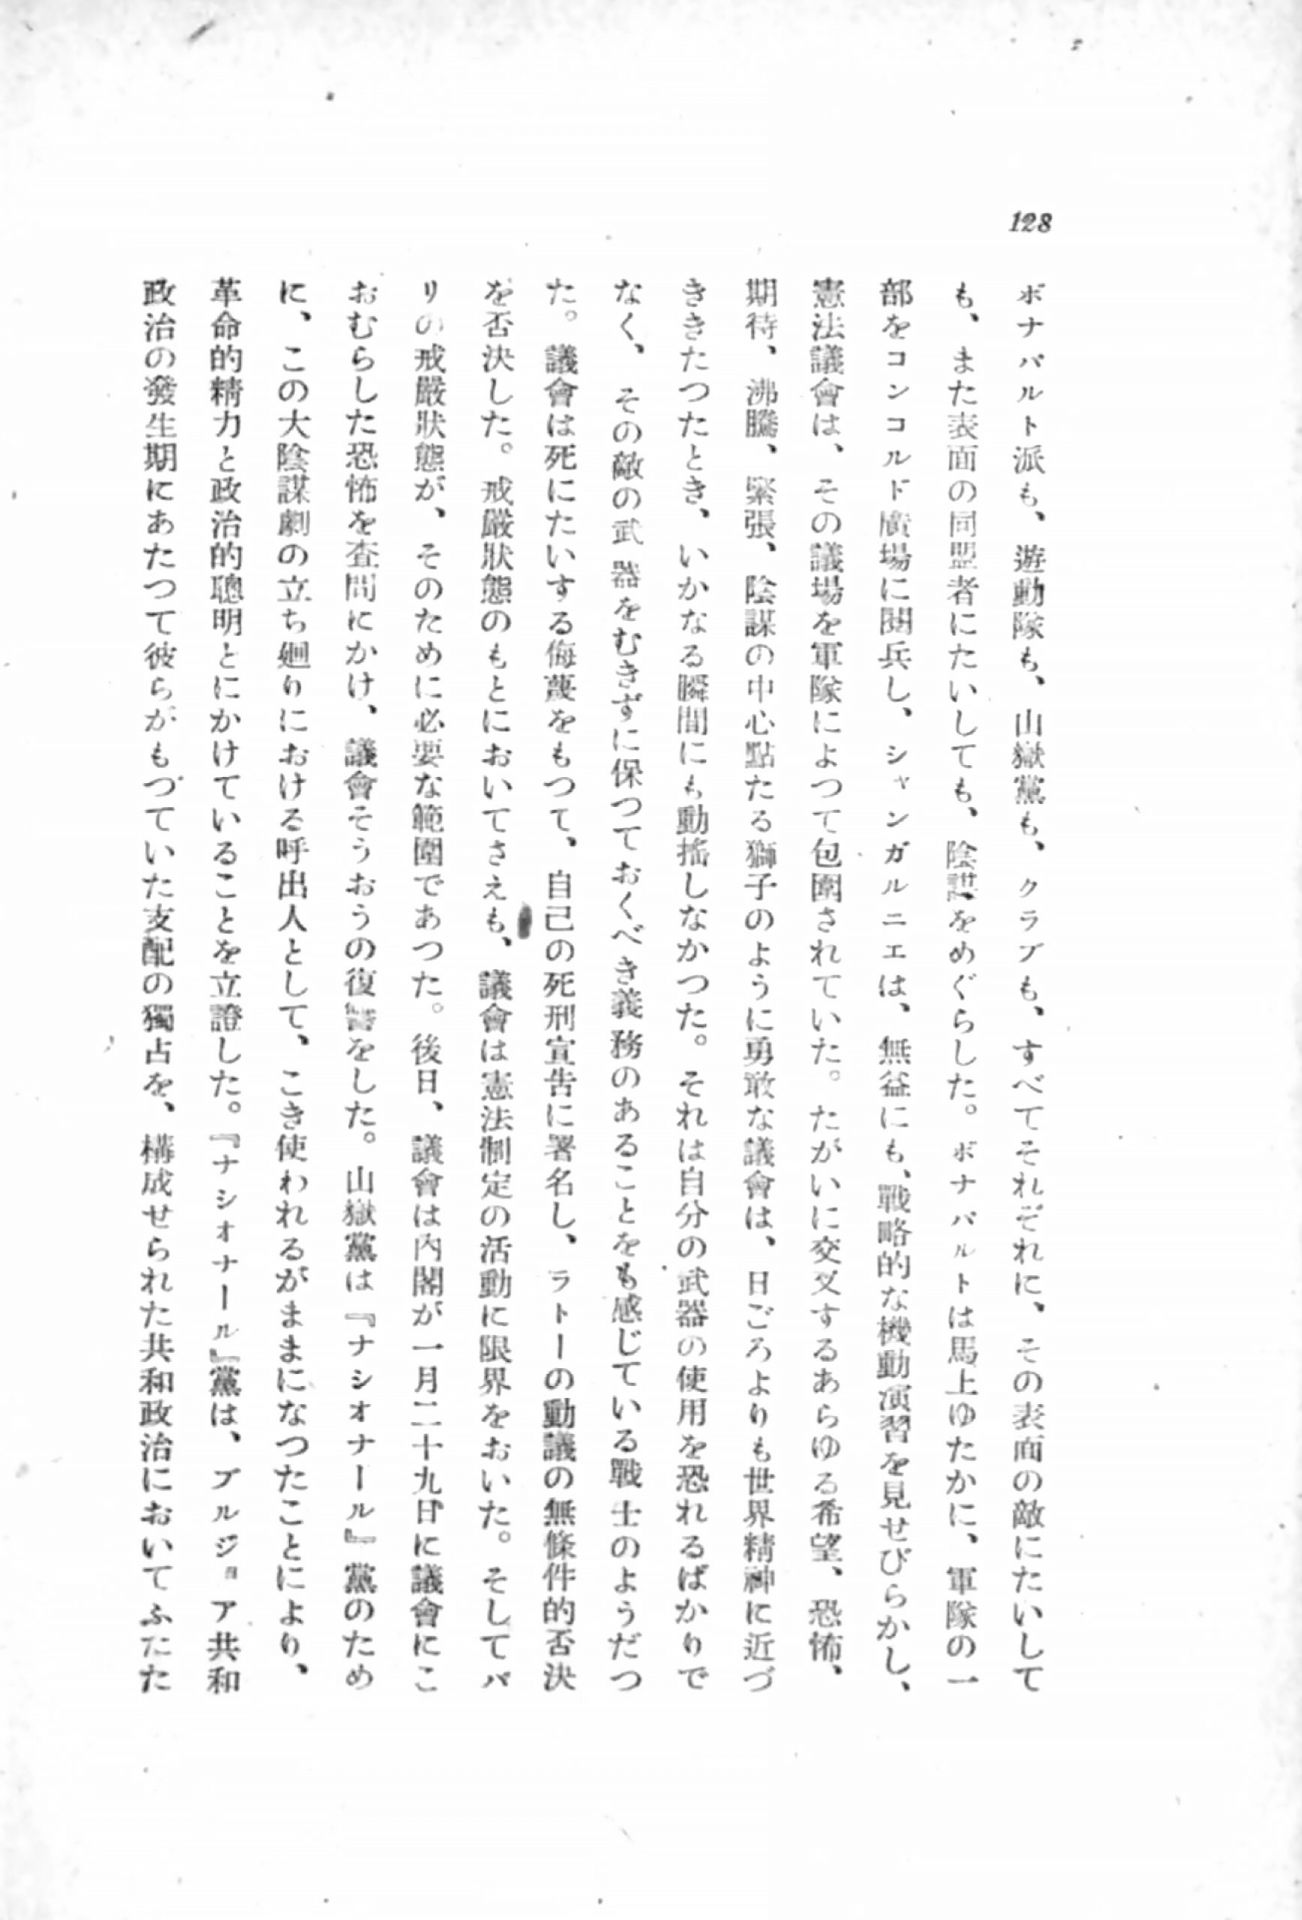 128
ボナパルト派も、遊動隊も、山嶽黨も、クラブも、すべてそれぞれに、その表面の敵にたいして
も、また表面の同盟者にたいしても、陰謀をめぐらした。ボナパルトは馬上ゆたかに、軍隊の一
部をコンコルド廣場に閲兵し、シャンガルニエは、無益にも、戰略的な機動演習を見せびらかし、
憲法議會は、その議場を軍隊によつて包圍されていた。たがいに交叉するあらゆる希望、恐怖、
期待、沸騰、緊張、陰謀の中心點たる獅子のように勇敢な議會は、日ごろよりも世界精神に近づ
ききたつたとき、いかなる瞬間にも動搖しなかつた。それは自分の武器の使用を恐れるばかりで
なく、その敵の武器をむきずに保つておくべき義務のあることをも感じている戰士のようだつ
た。議會は死にたいする侮蔑をもつて、自己の死刑宣告に署名し、ラトーの動議の無條件的否決
を否決した。戒嚴狀態のもとにおいてさえも、議會は憲法制定の活動に限界をおいた。そしてパ
リの戒嚴狀態が、そのために必要な範圍であつた。後日、議會は內閣が一月二十九日に議會にこ
おむらした恐怖を査問にかけ、議會そうおうの復讐をした。山嶽黨は『ナシオナール』黨のため
に、この大陰謀劇の立ち廻りにおける呼出人として、こき使われるがままになつたことにより、
革命的精力と政治的聰明とにかけていることを立證した。『ナシオナール』黨は、ブルジョア共和
政治の發生期にあたつて彼らがもつていた支配の獨占を、構成せられた共和政治においてふたた